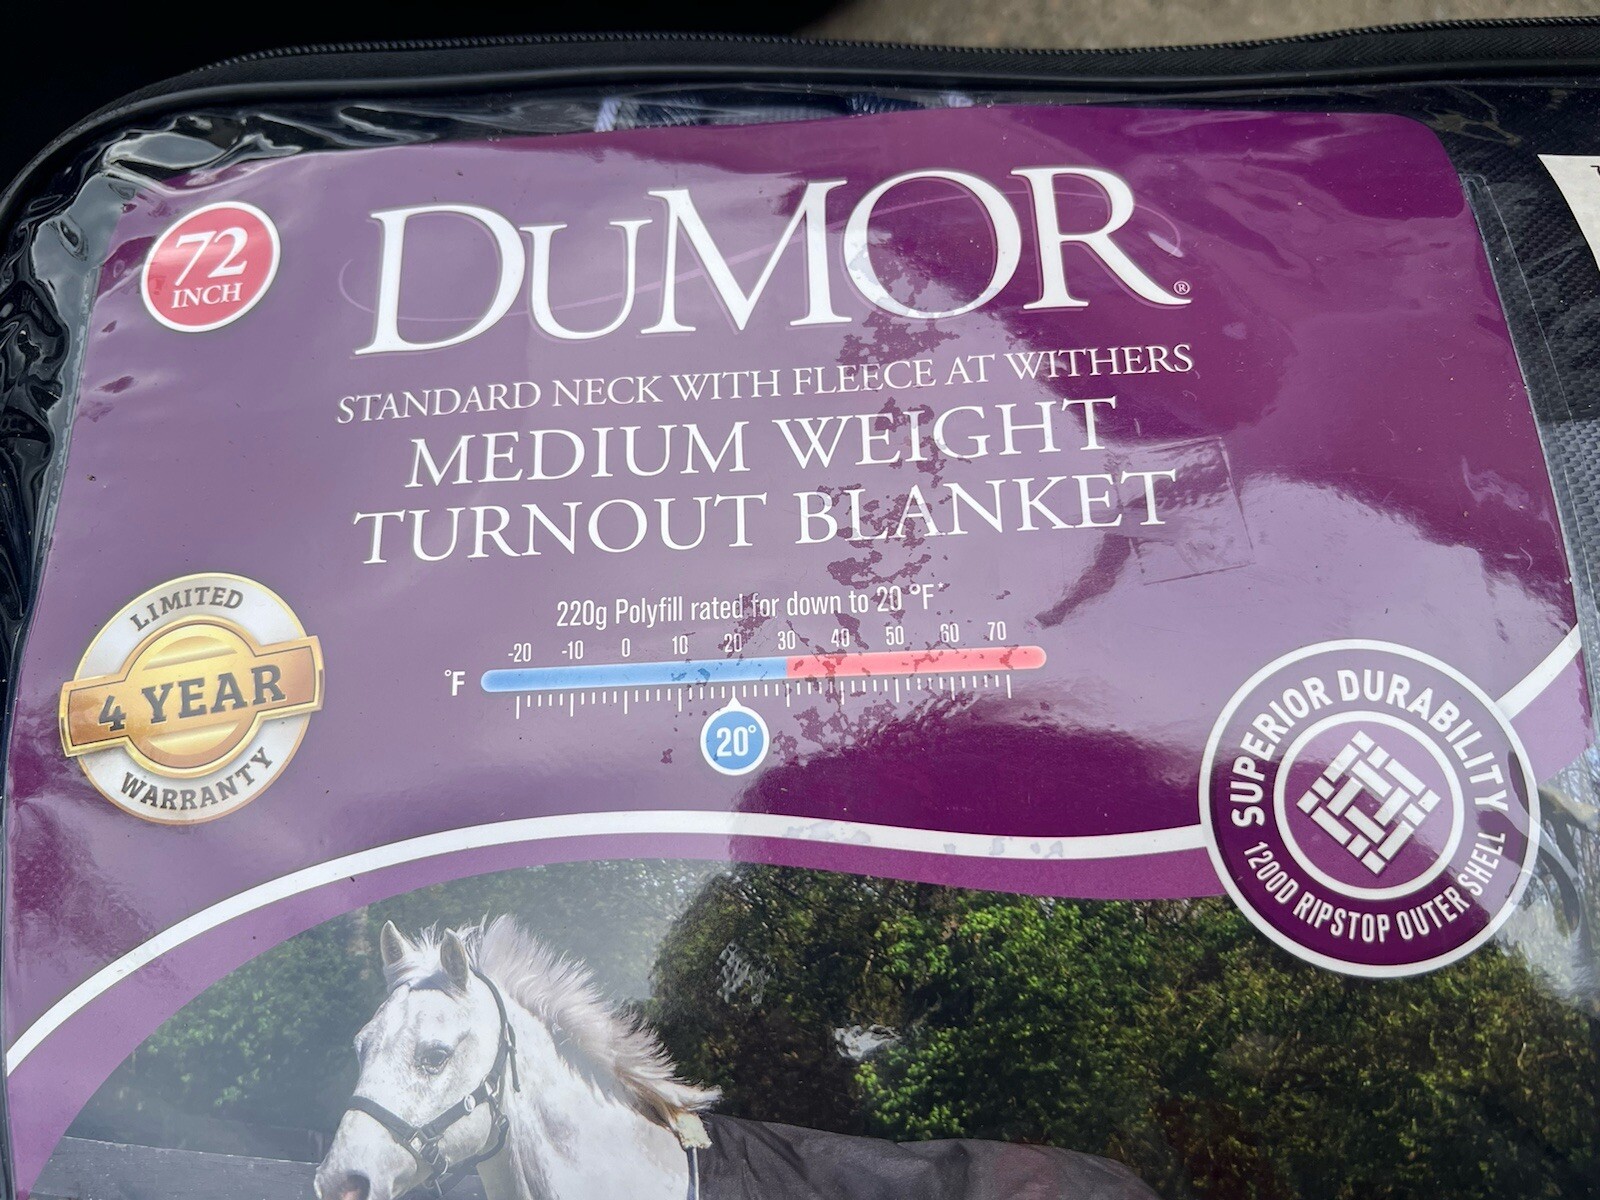 72
INCH
DUMOR®
STANDARD NECK WITH FLEECE AT WITHERS
MEDIUM WEIGHT
TURNOUT BLANKET
220g Polyfill rated for down to 20 °F*
-20 -10 0 10 20 30 40 50 60 70
°F
20°
LIMITED
4 YEAR
WARRANTY
SUPERIOR DURABILITY
1200D RIPSTOP OUTER SHELL